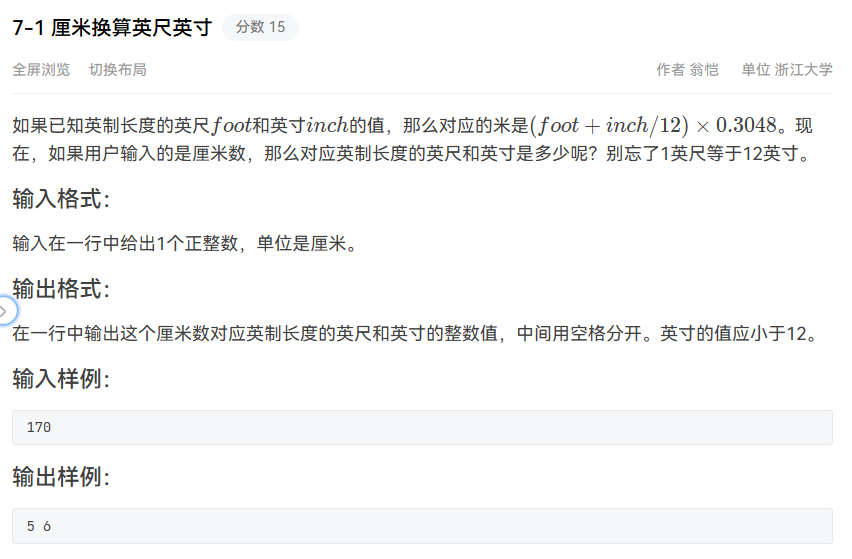 7-1 厘米换算英尺英寸 分数 15
全屏浏览 切换布局 作者 翁恺 单位 浙江大学
如果已知英制长度的英尺foot和英寸inch的值，那么对应的米是(foot + inch/12) × 0.3048。现
在，如果用户输入的是厘米数，那么对应英制长度的英尺和英寸是多少呢？别忘了1英尺等于12英寸。
输入格式：
输入在一行中给出1个正整数，单位是厘米。
输出格式：
在一行中输出这个厘米数对应英制长度的英尺和英寸的整数值，中间用空格分开。英寸的值应小于12。
输入样例：
170
输出样例：
5 6